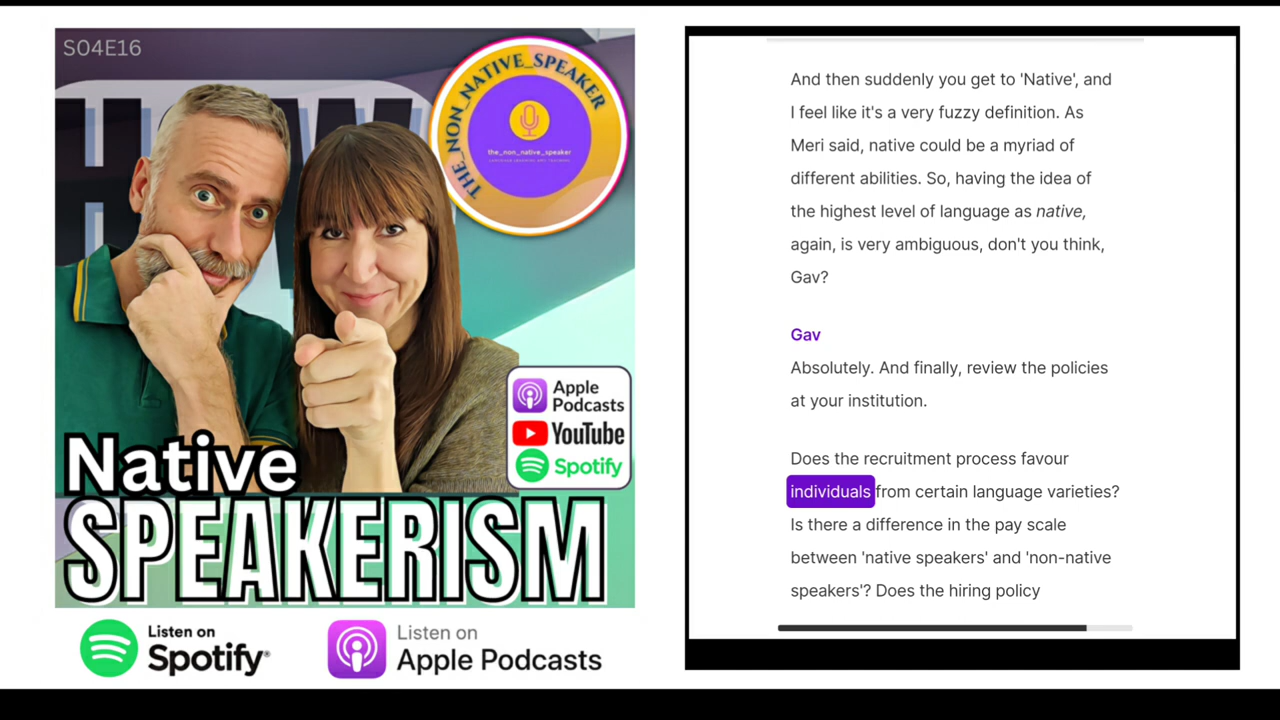 S04E16
THE_NON_NATIVE_SPEAKER
the_non_native_speaker
Apple
Podcasts
YouTube
Spotify
Native
SPEAKERISM
Listen on
Spotify®
Listen on
Apple Podcasts
And then suddenly you get to 'Native', and
I feel like it's a very fuzzy definition. As
Meri said, native could be a myriad of
different abilities. So, having the idea of
the highest level of language as native,
again, is very ambiguous, don't you think,
Gav?
Gav
Absolutely. And finally, review the policies
at your institution.
Does the recruitment process favour
individuals from certain language varieties?
Is there a difference in the pay scale
between 'native speakers' and 'non-native
speakers'? Does the hiring policy